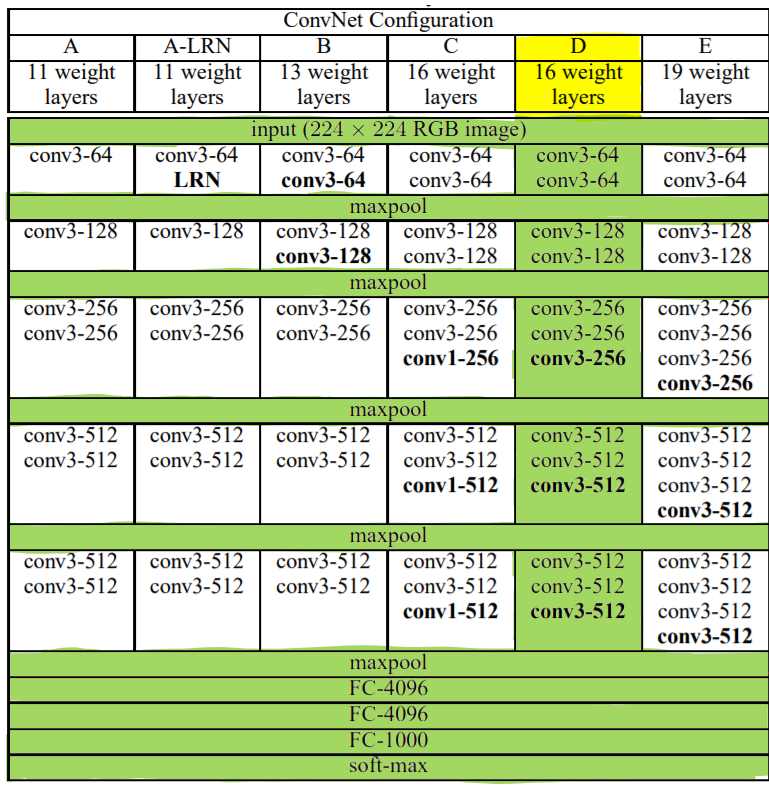 ConvNet Configuration
A A-LRN B C D E
11 weight 11 weight 13 weight 16 weight 16 weight 19 weight
layers layers layers layers layers layers
input (224 × 224 RGB image)
conv3-64 conv3-64 conv3-64 conv3-64 conv3-64 conv3-64
LRN conv3-64 conv3-64 conv3-64 conv3-64
maxpool
conv3-128 conv3-128 conv3-128 conv3-128 conv3-128 conv3-128
conv3-128 conv3-128 conv3-128 conv3-128
maxpool
conv3-256 conv3-256 conv3-256 conv3-256 conv3-256 conv3-256
conv3-256 conv3-256 conv3-256 conv3-256 conv3-256 conv3-256
conv1-256 conv3-256 conv3-256
conv3-256
maxpool
conv3-512 conv3-512 conv3-512 conv3-512 conv3-512 conv3-512
conv3-512 conv3-512 conv3-512 conv3-512 conv3-512 conv3-512
conv1-512 conv3-512 conv3-512
conv3-512
maxpool
conv3-512 conv3-512 conv3-512 conv3-512 conv3-512 conv3-512
conv3-512 conv3-512 conv3-512 conv3-512 conv3-512 conv3-512
conv1-512 conv3-512 conv3-512
conv3-512
maxpool
FC-4096
FC-4096
FC-1000
soft-max